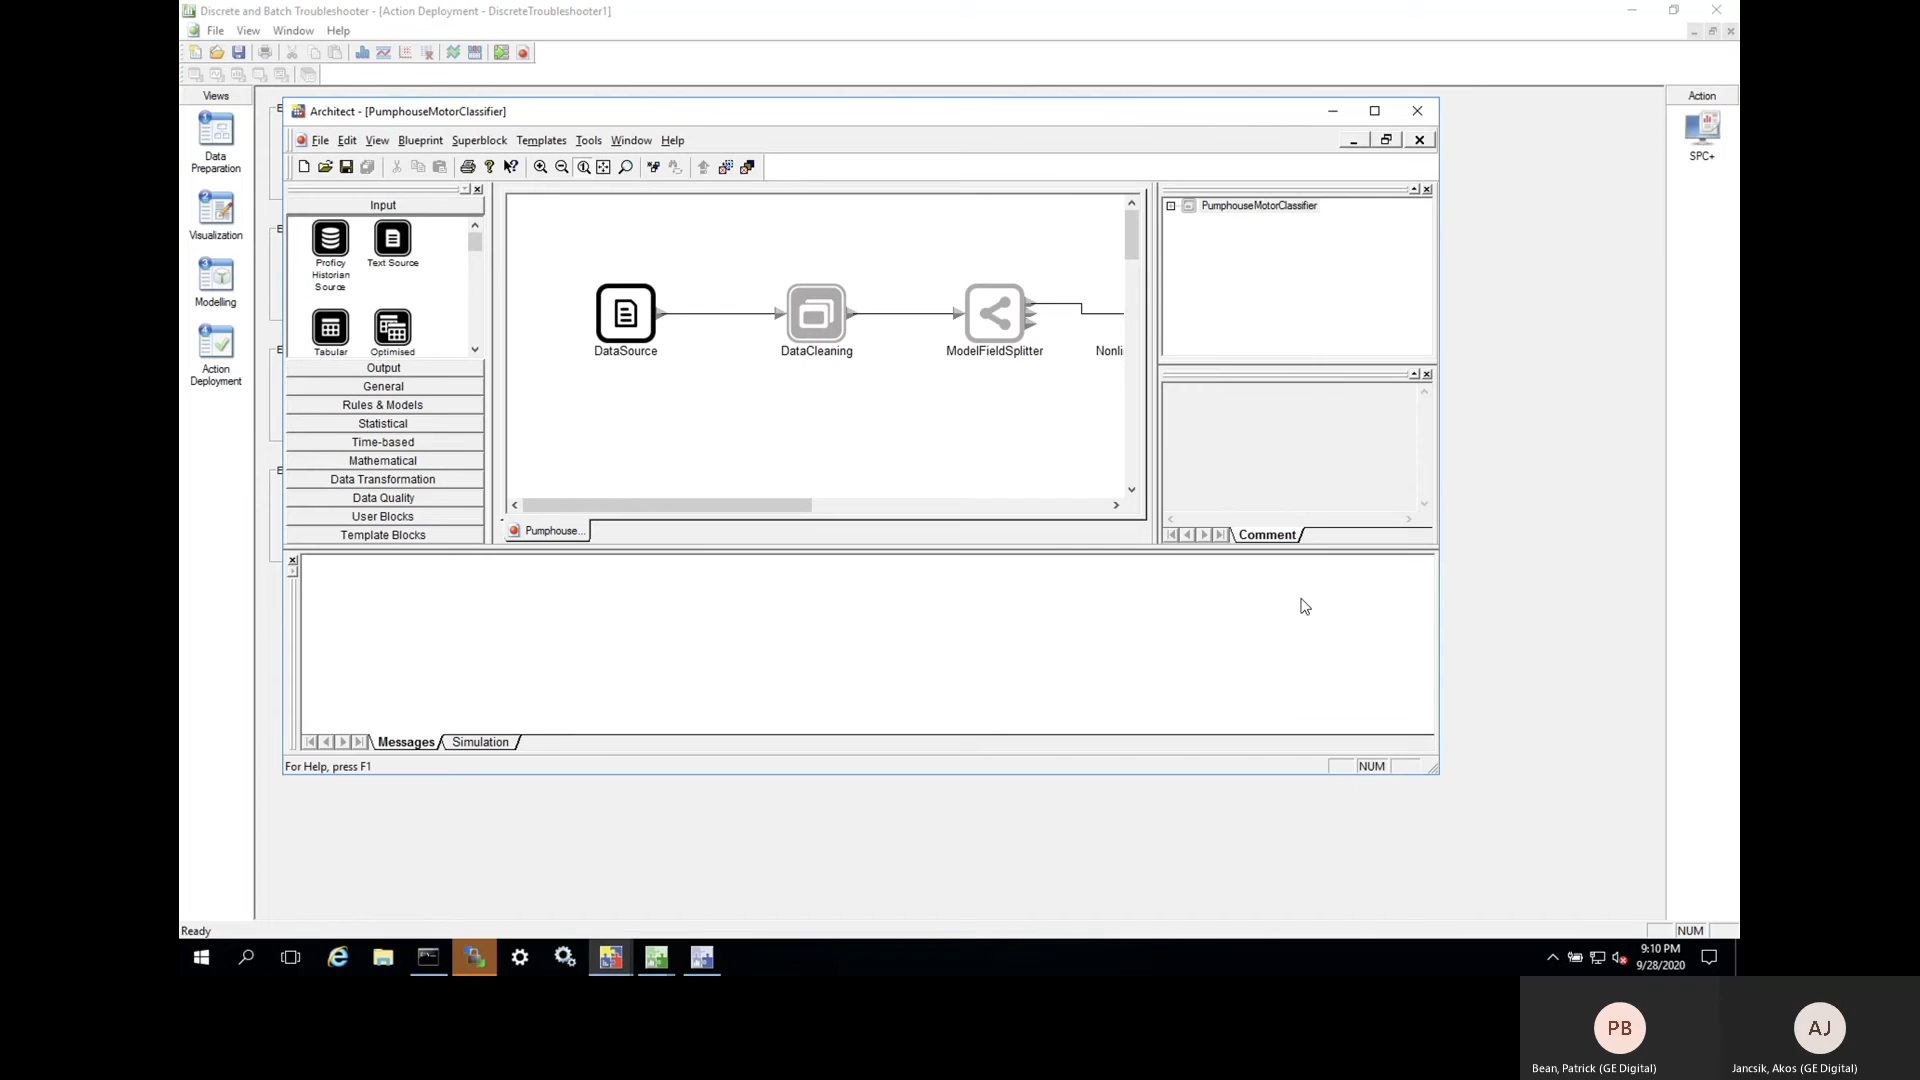 Discrete and Batch Troubleshooter - [Action Deployment - DiscreteTroubleshooter1]
File View Window Help
Views
Data
Preparation
Visualization
Modelling
Action
Deployment
Action
SPC+
Architect - [PumphouseMotorClassifier]
File Edit View Blueprint Superblock Templates Tools Window Help
Input
Proficy
Historian
Source
Text Source
Tabular
Optimised
Output
General
Rules & Models
Statistical
Time-based
Mathematical
Data Transformation
Data Quality
User Blocks
Template Blocks
DataSource
DataCleaning
ModelFieldSplitter
Nonli
Pumphouse...
PumphouseMotorClassifier
Comment
Messages
Simulation
For Help, press F1
NUM
Ready
NUM
9:10 PM
9/28/2020
PB
AJ
Bean, Patrick (GE Digital)
Jancsik, Akos (GE Digital)